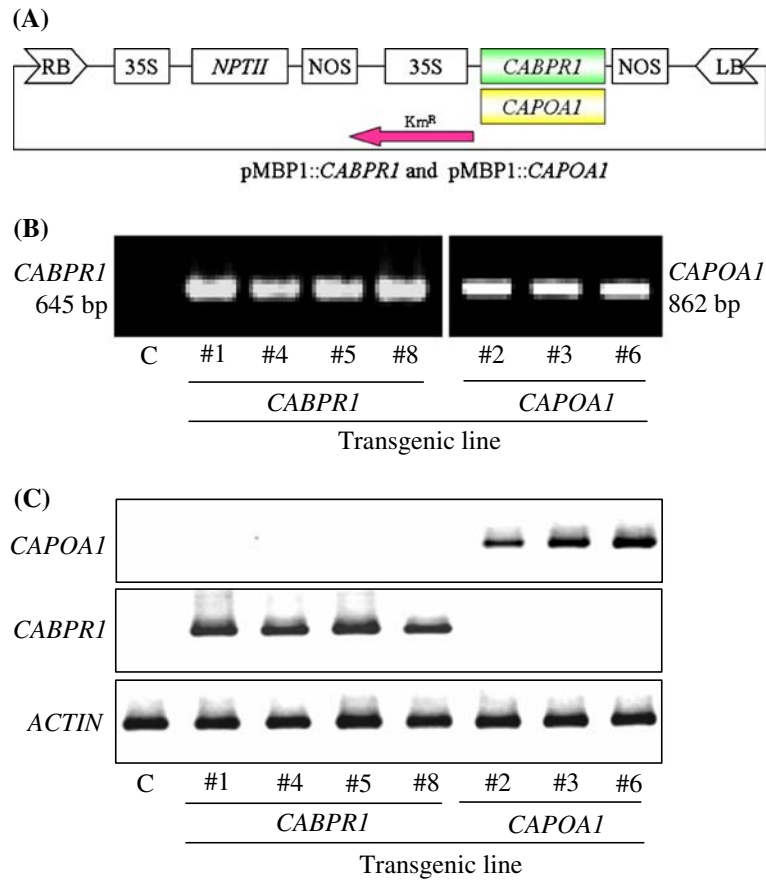 (A)
RB 35S NPTII NOS 35S CABPR1 NOS LB
CAPOA1
KmR
pMBP1::CABPR1 and pMBP1::CAPOA1
(B)
CABPR1
645 bp
CAPOA1
862 bp
C #1 #4 #5 #8 #2 #3 #6
CABPR1 CAPOA1
Transgenic line
(C)
CAPOA1
CABPR1
ACTIN
C #1 #4 #5 #8 #2 #3 #6
CABPR1 CAPOA1
Transgenic line